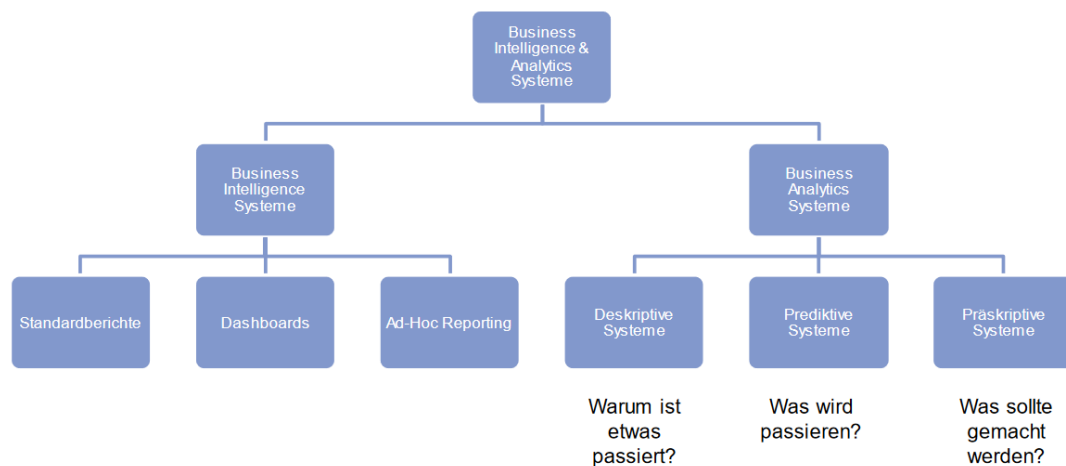 Business
Intelligence &
Analytics
Systeme
Business
Intelligence
Systeme
Business
Analytics
Systeme
Standardberichte
Dashboards
Ad-Hoc Reporting
Deskriptive
Systeme
Prediktive
Systeme
Präskriptive
Systeme
Warum ist
etwas
passiert?
Was wird
passieren?
Was sollte
gemacht
werden?